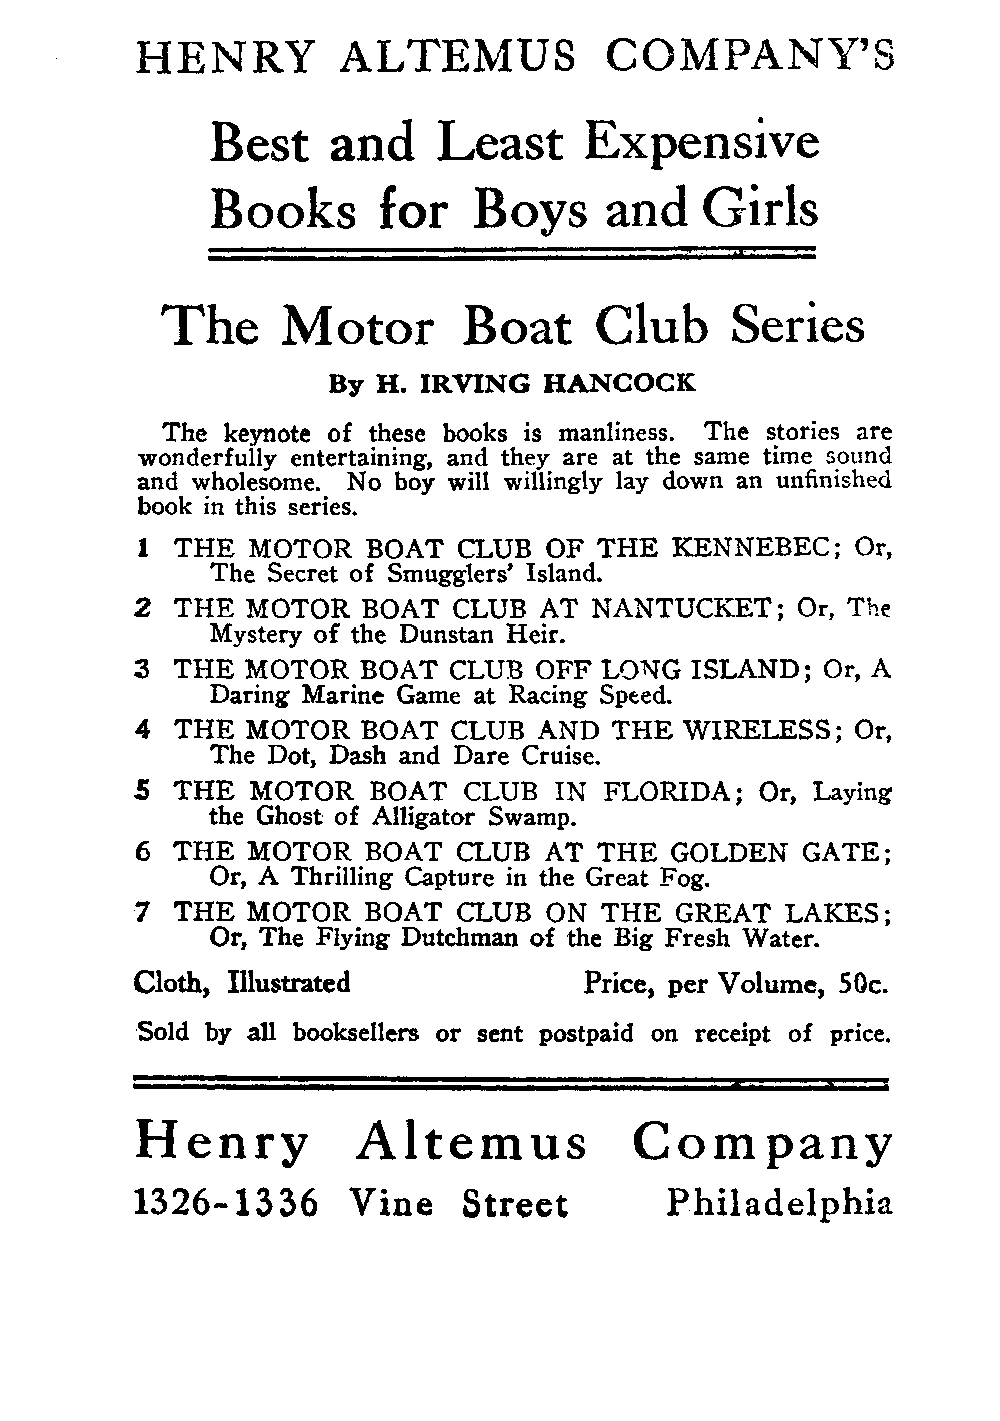 HENRY ALTEMUS COMPANY'S
Best and Least Expensive
Books for Boys and Girls
The Motor Boat Club Series
By H. IRVING HANCOCK
The keynote of these books is manliness. The stories are
wonderfully entertaining, and they are at the same time sound
and wholesome. No boy will willingly lay down an unfinished
book in this series.
1 THE MOTOR BOAT CLUB OF THE KENNEBEC; Or,
The Secret of Smugglers' Island.
2 THE MOTOR BOAT CLUB AT NANTUCKET; Or, The
Mystery of the Dunstan Heir.
3 THE MOTOR BOAT CLUB OFF LONG ISLAND; Or, A
Daring Marine Game at Racing Speed.
4 THE MOTOR BOAT CLUB AND THE WIRELESS; Or,
The Dot, Dash and Dare Cruise.
5 THE MOTOR BOAT CLUB IN FLORIDA; Or, Laying
the Ghost of Alligator Swamp.
6 THE MOTOR BOAT CLUB AT THE GOLDEN GATE;
Or, A Thrilling Capture in the Great Fog.
7 THE MOTOR BOAT CLUB ON THE GREAT LAKES;
Or, The Flying Dutchman of the Big Fresh Water.
Cloth, Illustrated Price, per Volume, 50c.
Sold by all booksellers or sent postpaid on receipt of price.
Henry Altemus Company
1326-1336 Vine Street Philadelphia